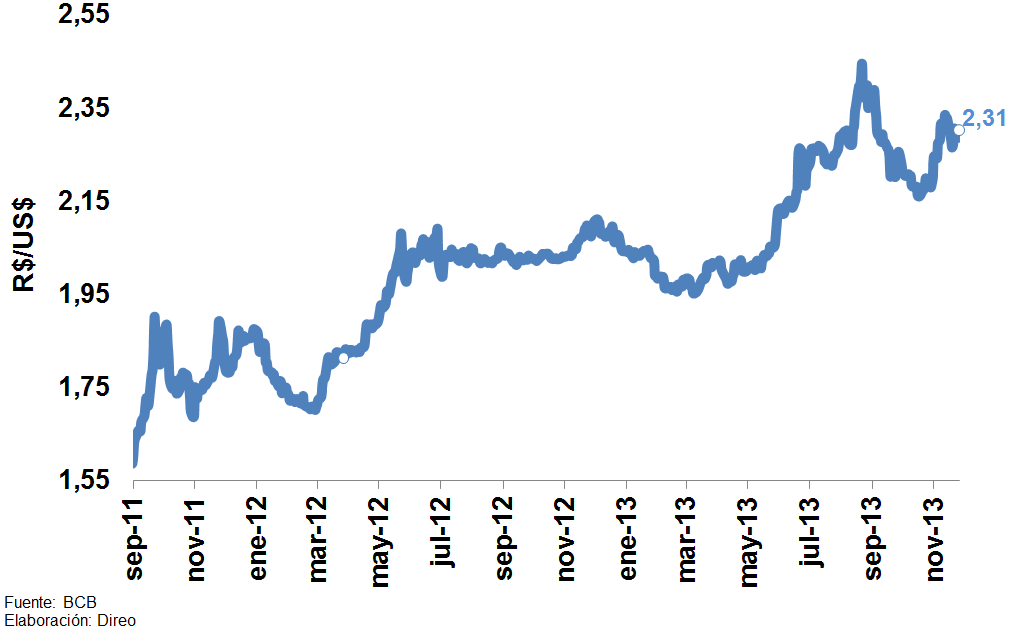 2,55
2,35
2,31
2,15
R$/US$
1,95
1,75
1,55
sep-11
nov-11
ene-12
mar-12
may-12
jul-12
sep-12
nov-12
ene-13
mar-13
may-13
jul-13
sep-13
nov-13
Fuente: BCB
Elaboración: Direo